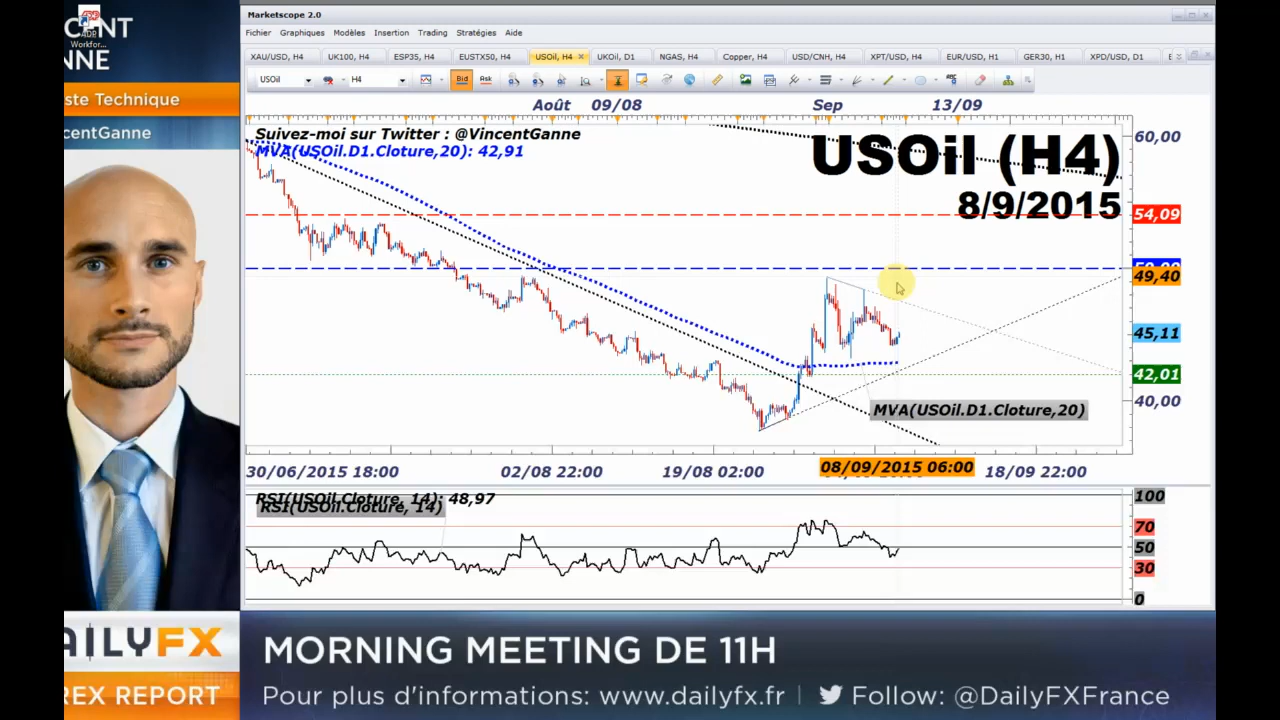 CENT
NNE
ADP
Workfor...
ste Technique
ncentGanne
Marketscope 2.0
Fichier Graphiques Modèles Insertion Trading Stratégies Aide
XAU/USD, H4 UK100, H4 ESP35, H4 EUSTX50, H4 USOil, H4 UKOil, D1 NGAS, H4 Copper, H4 USD/CNH, H4 XPT/USD, H4 EUR/USD, H1 GER30, H1 XPD/USD, D1 E
USOil H4 Bid Ask
Août 09/08 Sep 13/09
Suivez-moi sur Twitter : @VincentGanne
MVA(USOil.D1.Cloture,20): 42,91
USOil (H4)
8/9/2015
60,00
54,09
49,40
45,11
42,01
40,00
MVA(USOil.D1.Cloture,20)
30/06/2015 18:00 02/08 22:00 19/08 02:00 08/09/2015 06:00 18/09 22:00
RSI(USOil.Cloture, 14): 48,97
RSI(USOil.Cloture, 14)
100
70
50
30
0
AILYFX
REX REPORT
MORNING MEETING DE 11H
Pour plus d'informations: www.dailyfx.fr | Follow: @DailyFXFrance